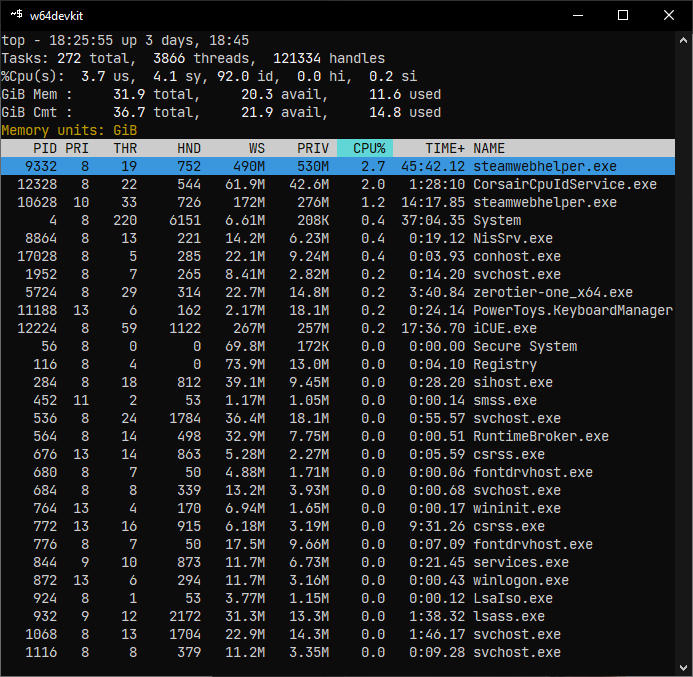 w64devkit
top - 18:25:55 up 3 days, 18:45
Tasks: 272 total,  3866 threads,  121334 handles
%Cpu(s):  3.7 us,  4.1 sy, 92.0 id,  0.0 hi,  0.2 si
GiB Mem :     31.9 total,     20.3 avail,     11.6 used
GiB Cmt :     36.7 total,     21.9 avail,     14.8 used
Memory units: GiB
PID PRI THR HND WS PRIV CPU% TIME+ NAME
9332 8 19 752 490M 530M 2.7 45:42.12 steamwebhelper.exe
12328 8 22 544 61.9M 42.6M 2.0 1:28:10 CorsairCpuIdService.exe
10628 10 33 726 172M 276M 1.2 14:17.85 steamwebhelper.exe
4 8 220 6151 6.61M 208K 0.4 37:04.35 System
8864 8 13 221 14.2M 6.23M 0.4 0:19.12 NisSrv.exe
17028 8 5 285 22.1M 9.24M 0.4 0:03.93 conhost.exe
1952 8 7 265 8.41M 2.82M 0.2 0:14.20 svchost.exe
5724 8 29 314 22.7M 14.8M 0.2 3:40.84 zerotier-one_x64.exe
11188 13 6 162 2.17M 18.1M 0.2 0:24.14 PowerToys.KeyboardManager
12224 8 59 1122 267M 257M 0.2 17:36.70 iCUE.exe
56 8 0 0 69.8M 172K 0.0 0:00.00 Secure System
116 8 4 0 73.9M 13.0M 0.0 0:04.10 Registry
284 8 18 812 39.1M 9.45M 0.0 0:28.20 sihost.exe
452 11 2 53 1.17M 1.05M 0.0 0:00.14 smss.exe
536 8 24 1784 36.4M 18.1M 0.0 0:55.57 svchost.exe
564 8 14 498 32.9M 7.75M 0.0 0:00.51 RuntimeBroker.exe
676 13 14 863 5.28M 2.27M 0.0 0:05.59 csrss.exe
680 8 7 50 4.88M 1.71M 0.0 0:00.06 fontdrvhost.exe
684 8 8 339 13.2M 3.93M 0.0 0:00.68 svchost.exe
764 13 4 170 6.94M 1.65M 0.0 0:00.17 wininit.exe
772 13 16 915 6.18M 3.19M 0.0 9:31.26 csrss.exe
776 8 7 50 17.5M 9.66M 0.0 0:07.09 fontdrvhost.exe
844 9 10 873 11.7M 6.73M 0.0 0:21.45 services.exe
872 13 6 294 11.7M 3.16M 0.0 0:00.43 winlogon.exe
924 8 1 53 3.77M 1.15M 0.0 0:00.12 LsaIso.exe
932 9 12 2172 31.3M 13.3M 0.0 1:38.32 lsass.exe
1068 8 13 1704 22.9M 14.3M 0.0 1:46.17 svchost.exe
1116 8 8 379 11.2M 3.35M 0.0 0:09.28 svchost.exe